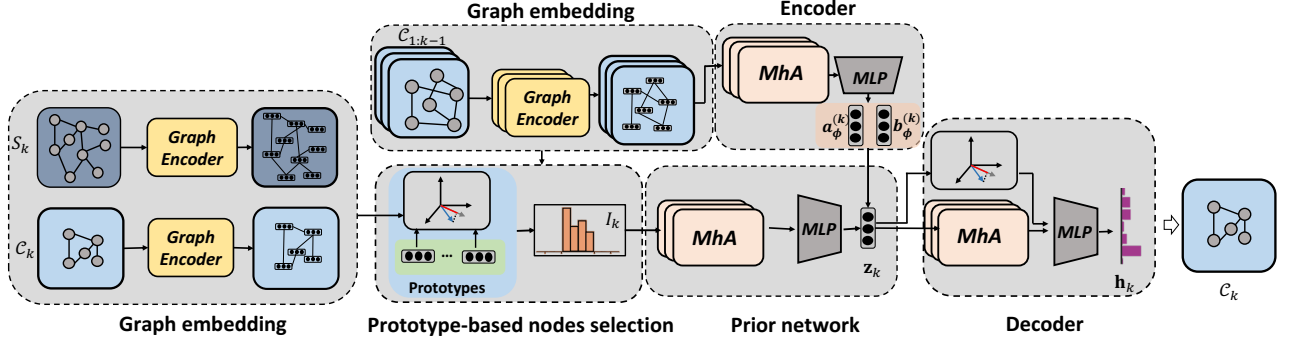 Graph embedding
Encoder
𝒞₁:ₖ₋₁
Graph
Encoder
MhA
MLP
a_ϕ^(k)
b_ϕ^(k)
S_k
Graph
Encoder
𝒞_k
Graph
Encoder
...
Prototypes
I_k
MhA
MLP
z_k
MhA
MLP
h_k
𝒞_k
Graph embedding
Prototype-based nodes selection
Prior network
Decoder